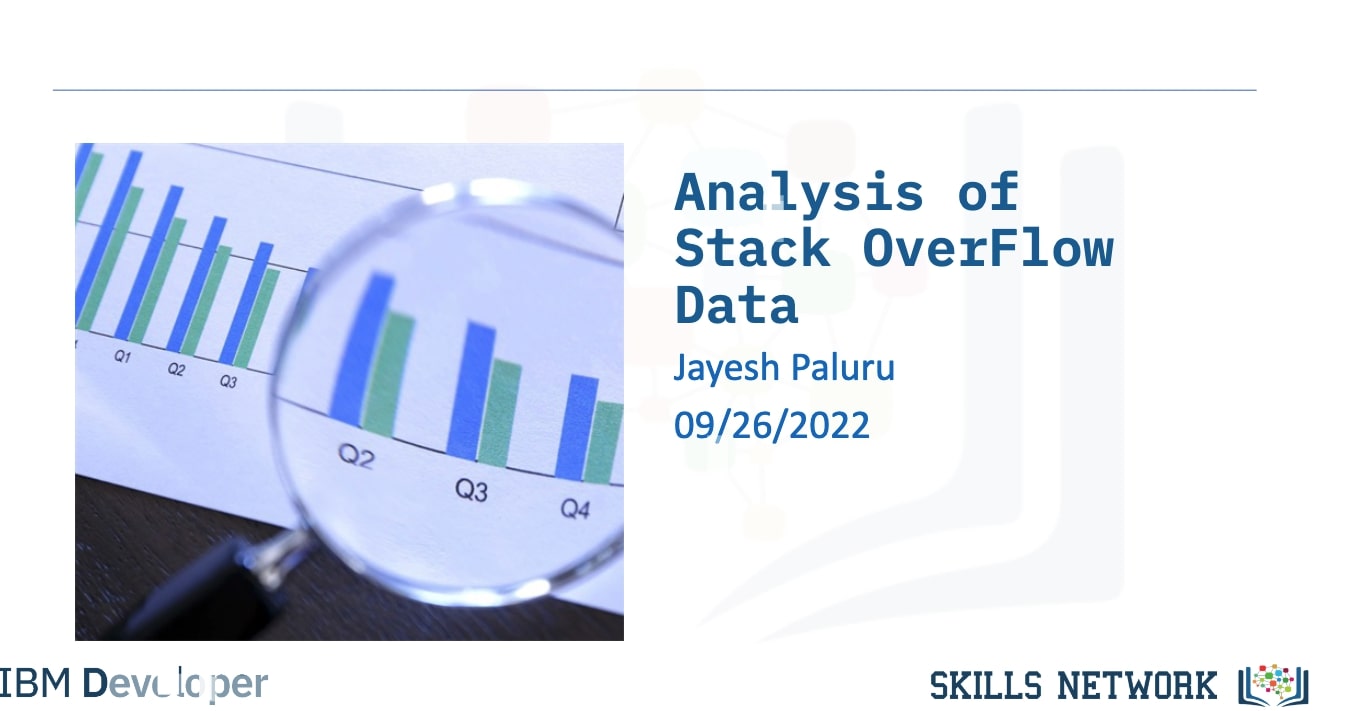 Analysis of
Stack OverFlow
Data
Jayesh Paluru
09/26/2022
Q1
Q2
Q3
Q2
Q3
Q4
IBM Developer
SKILLS NETWORK